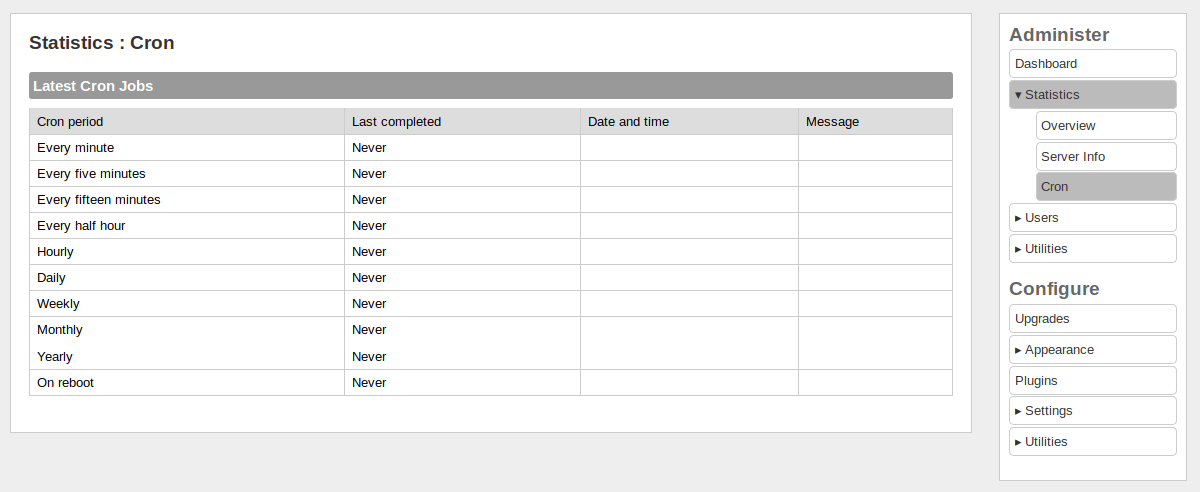 Statistics : Cron
Latest Cron Jobs
Cron period Last completed Date and time Message
Every minute Never
Every five minutes Never
Every fifteen minutes Never
Every half hour Never
Hourly Never
Daily Never
Weekly Never
Monthly Never
Yearly Never
On reboot Never
Administer
Dashboard
▾ Statistics
Overview
Server Info
Cron
▸ Users
▸ Utilities
Configure
Upgrades
▸ Appearance
Plugins
▸ Settings
▸ Utilities